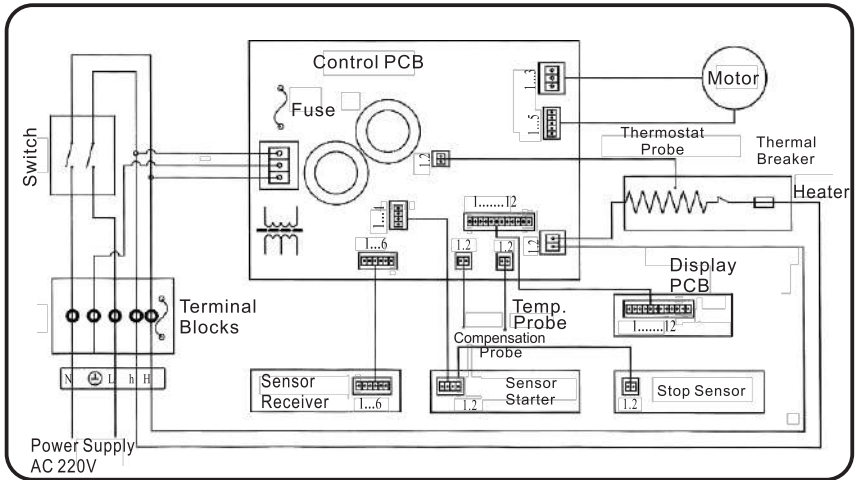 Control PCB
Fuse
Switch
1...3
1...5
Motor
Thermostat
Probe
Thermal
Breaker
Heater
1.2
1.......12
1.2
1...6
1.2
1.2
Display
PCB
1.......12
Temp.
Probe
Compensation
Probe
Terminal
Blocks
N
L
h
H
Sensor
Receiver
1...6
Sensor
Starter
1.2
Stop Sensor
1.2
Power Supply
AC 220V